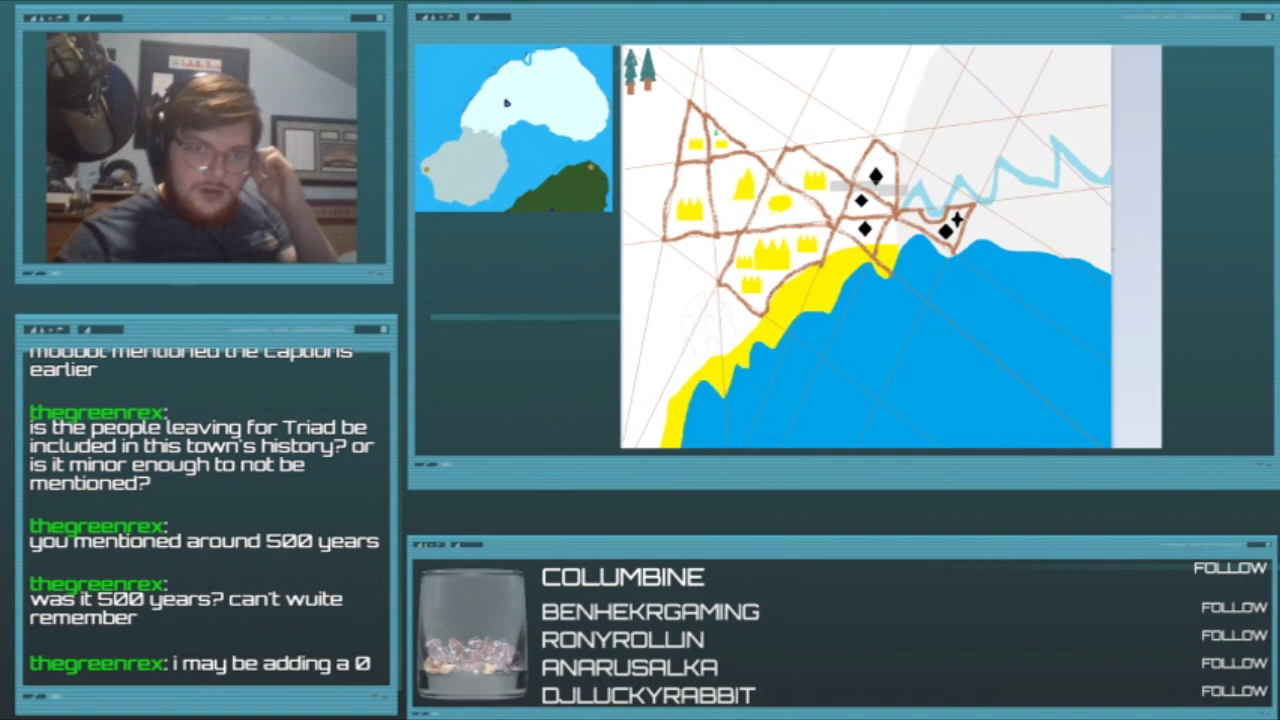 moobot mentioned the captions
earlier
thegreenrex:
is the people leaving for Triad be
included in this town's history? or
is it minor enough to not be
mentioned?
thegreenrex:
you mentioned around 500 years
thegreenrex:
was it 500 years? can't wuite
remember
thegreenrex: i may be adding a 0
COLUMBINE FOLLOW
BENHEKRGAMING FOLLOW
RONYROLLIN FOLLOW
ANARUSALKA FOLLOW
DJLUCKYRABBIT FOLLOW